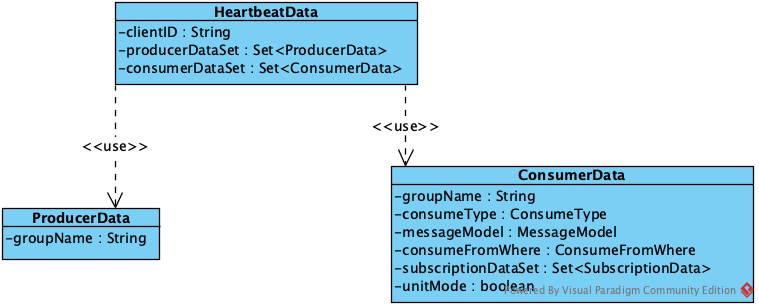 HeartbeatData
-clientID : String
-producerDataSet : Set<ProducerData>
-consumerDataSet : Set<ConsumerData>
<<use>>
<<use>>
ConsumerData
-groupName : String
-consumeType : ConsumeType
-messageModel : MessageModel
-consumeFromWhere : ConsumeFromWhere
-subscriptionDataSet : Set<SubscriptionData>
-unitMode : boolean
ProducerData
-groupName : String
Powered By Visual Paradigm Community Edition